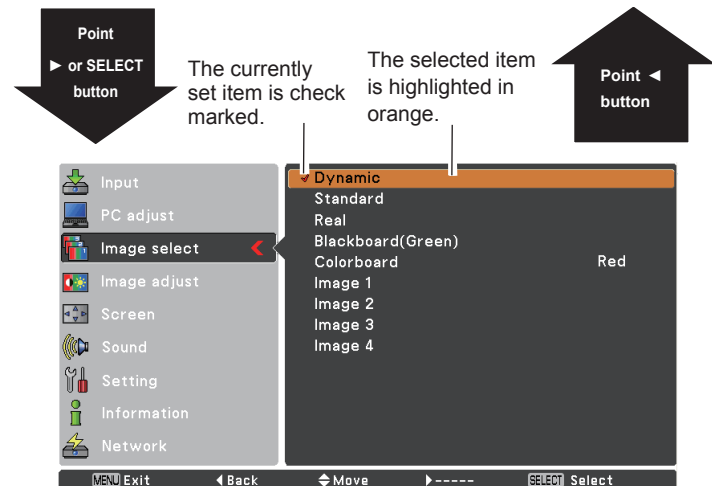 Point
► or SELECT
button
The currently
set item is check
marked.
The selected item
is highlighted in
orange.
Point ◄
button
Input
PC adjust
Image select
Image adjust
Screen
Sound
Setting
Information
Network
✓ Dynamic
Standard
Real
Blackboard(Green)
Colorboard Red
Image 1
Image 2
Image 3
Image 4
MENU Exit ◄Back ◆Move ►----- SELECT Select